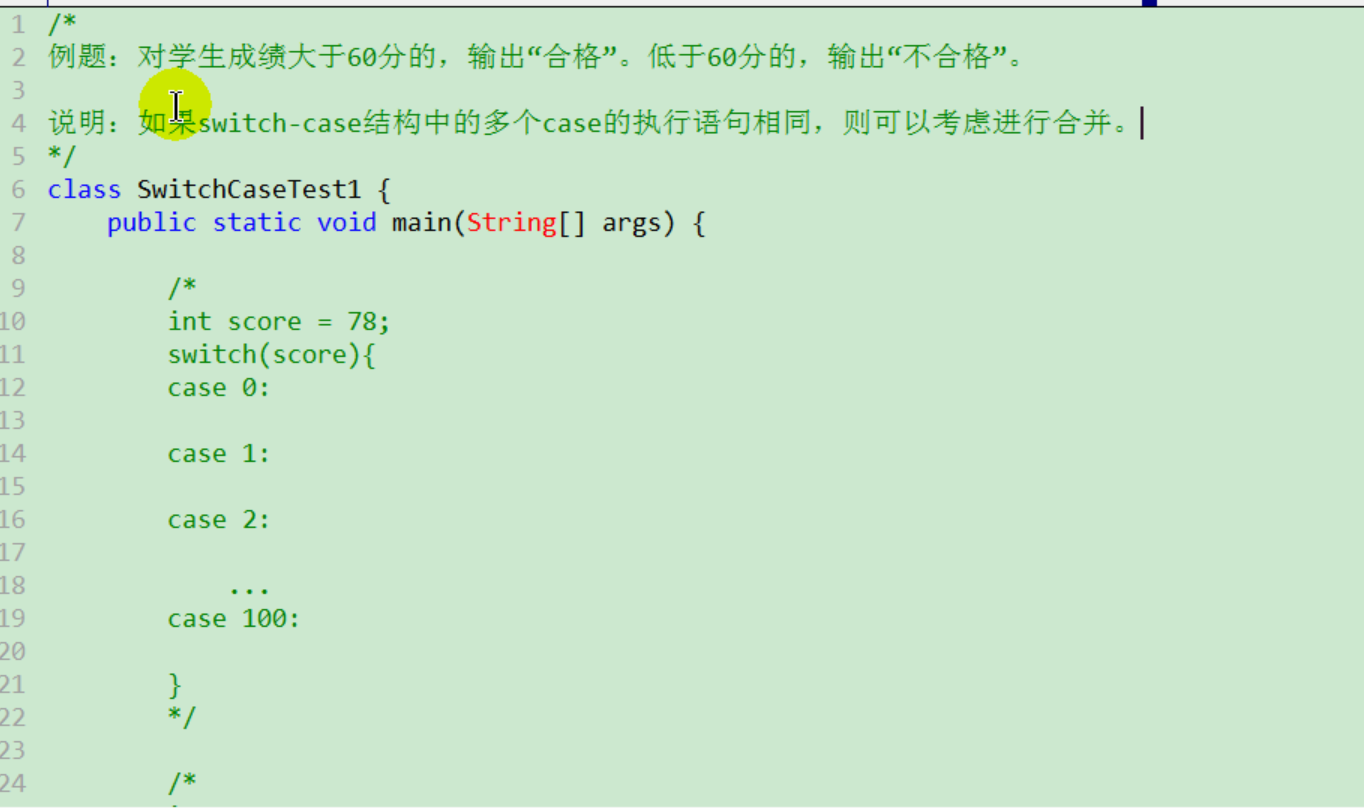 1 /*
2 例题：对学生成绩大于60分的，输出“合格”。低于60分的，输出“不合格”。
3
4 说明：如果switch-case结构中的多个case的执行语句相同，则可以考虑进行合并。
5 */
6 class SwitchCaseTest1 {
7 public static void main(String[] args) {
8
9 /*
10 int score = 78;
11 switch(score){
12 case 0:
13
14 case 1:
15
16 case 2:
17
18 ...
19 case 100:
20
21 }
22 */
23
24 /*